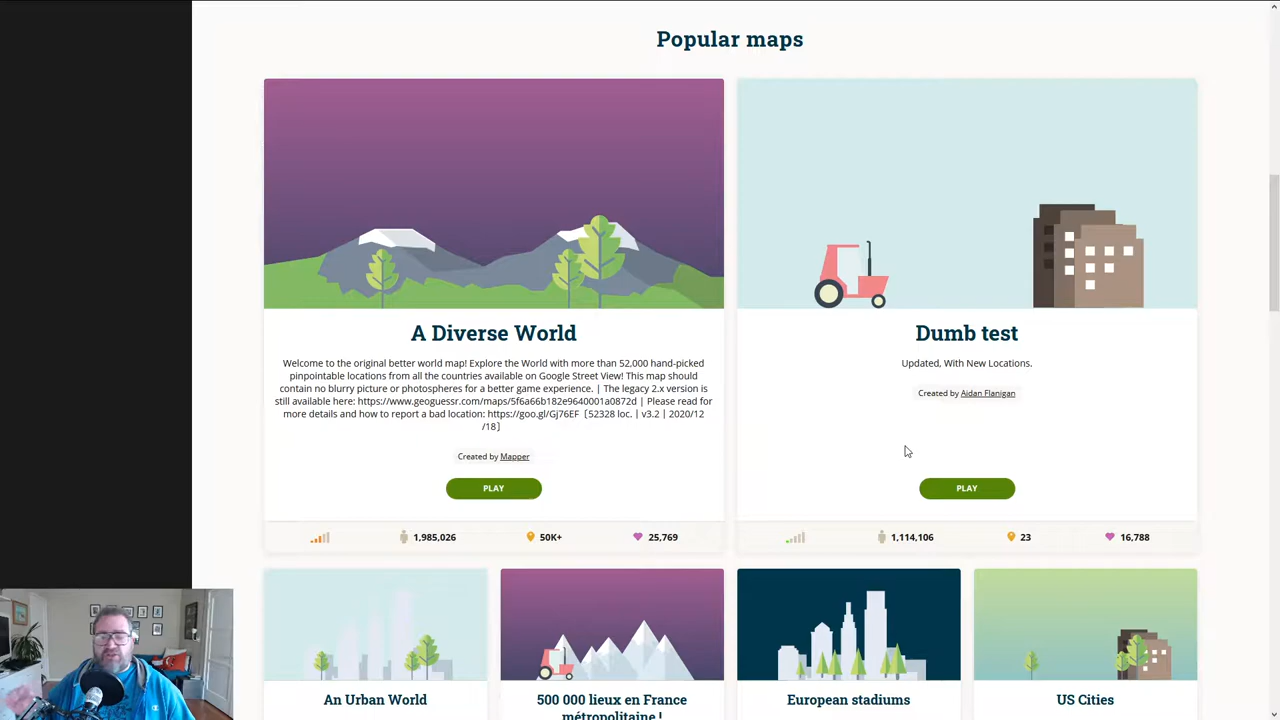 Popular maps
A Diverse World
Welcome to the original better world map! Explore the World with more than 52,000 hand-picked
pinpointable locations from all the countries available on Google Street View! This map should
contain no blurry picture or photospheres for a better game experience. | The legacy 2.x version is
still available here: https://www.geoguessr.com/maps/5f6a66b182e9640001a0872d | Please read for
more details and how to report a bad location: https://goo.gl/Gj76EF [52328 loc. | v3.2 | 2020/12
/18]
Created by Mapper
PLAY
1,985,026
50K+
25,769
Dumb test
Updated, With New Locations.
Created by Aidan Flanigan
PLAY
1,114,106
23
16,788
An Urban World
500 000 lieux en France
métropolitaine !
European stadiums
US Cities